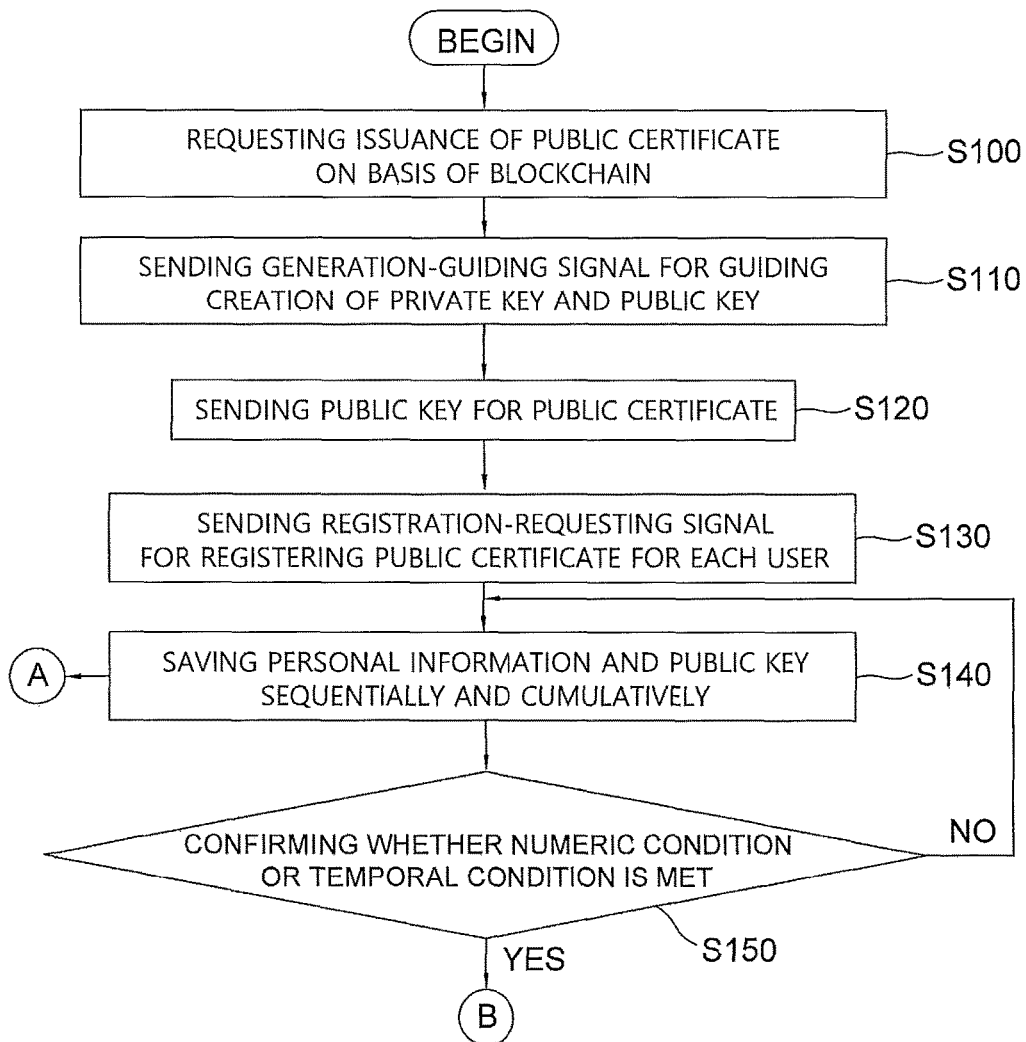 BEGIN
REQUESTING ISSUANCE OF PUBLIC CERTIFICATE
ON BASIS OF BLOCKCHAIN
S100
SENDING GENERATION-GUIDING SIGNAL FOR GUIDING
CREATION OF PRIVATE KEY AND PUBLIC KEY
S110
SENDING PUBLIC KEY FOR PUBLIC CERTIFICATE
S120
SENDING REGISTRATION-REQUESTING SIGNAL
FOR REGISTERING PUBLIC CERTIFICATE FOR EACH USER
S130
A
SAVING PERSONAL INFORMATION AND PUBLIC KEY
SEQUENTIALLY AND CUMULATIVELY
S140
CONFIRMING WHETHER NUMERIC CONDITION
OR TEMPORAL CONDITION IS MET
NO
S150
YES
B